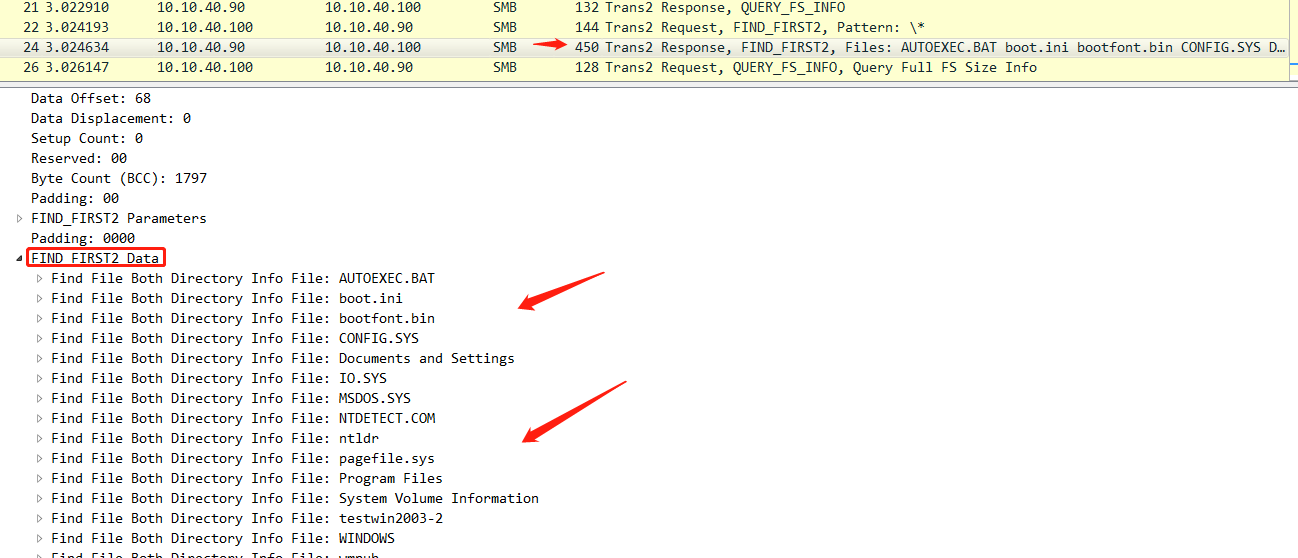 21 3.022910 10.10.40.90 10.10.40.100 SMB 132 Trans2 Response, QUERY_FS_INFO
22 3.024193 10.10.40.100 10.10.40.90 SMB 144 Trans2 Request, FIND_FIRST2, Pattern: \*
24 3.024634 10.10.40.90 10.10.40.100 SMB 450 Trans2 Response, FIND_FIRST2, Files: AUTOEXEC.BAT boot.ini bootfont.bin CONFIG.SYS D…
26 3.026147 10.10.40.100 10.10.40.90 SMB 128 Trans2 Request, QUERY_FS_INFO, Query Full FS Size Info
Data Offset: 68
Data Displacement: 0
Setup Count: 0
Reserved: 00
Byte Count (BCC): 1797
Padding: 00
FIND_FIRST2 Parameters
Padding: 0000
FIND_FIRST2 Data
Find File Both Directory Info File: AUTOEXEC.BAT
Find File Both Directory Info File: boot.ini
Find File Both Directory Info File: bootfont.bin
Find File Both Directory Info File: CONFIG.SYS
Find File Both Directory Info File: Documents and Settings
Find File Both Directory Info File: IO.SYS
Find File Both Directory Info File: MSDOS.SYS
Find File Both Directory Info File: NTDETECT.COM
Find File Both Directory Info File: ntldr
Find File Both Directory Info File: pagefile.sys
Find File Both Directory Info File: Program Files
Find File Both Directory Info File: System Volume Information
Find File Both Directory Info File: testwin2003-2
Find File Both Directory Info File: WINDOWS
Find File Both Directory Info File: